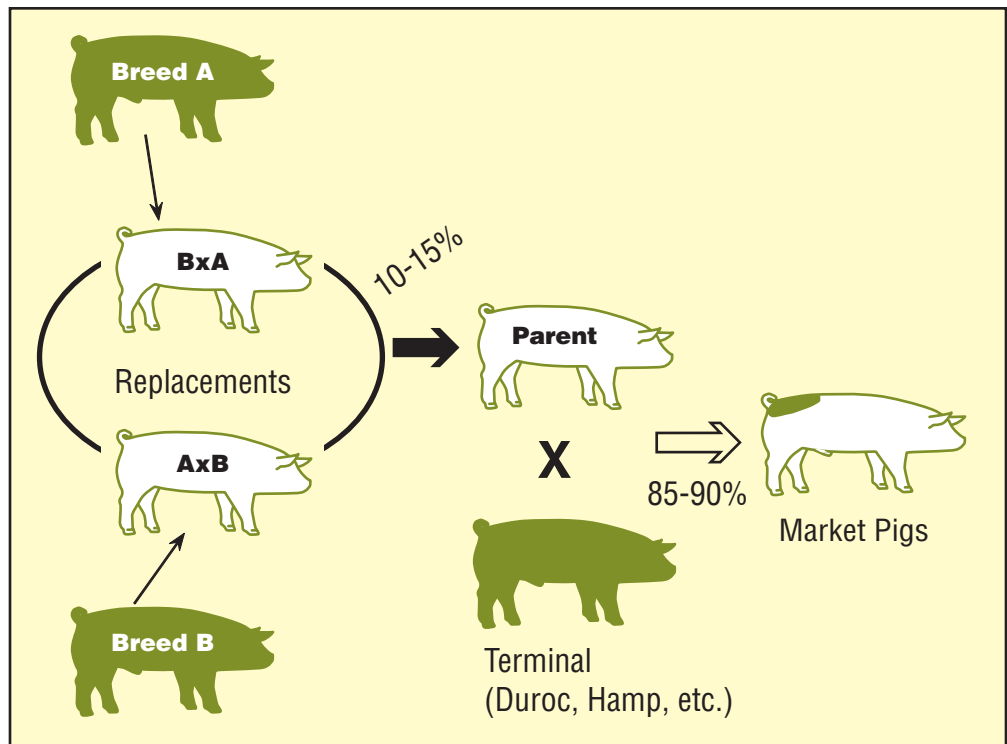 Breed A
BxA
10-15%
Replacements
Parent
AxB
X
85-90%
Market Pigs
Breed B
Terminal
(Duroc, Hamp, etc.)